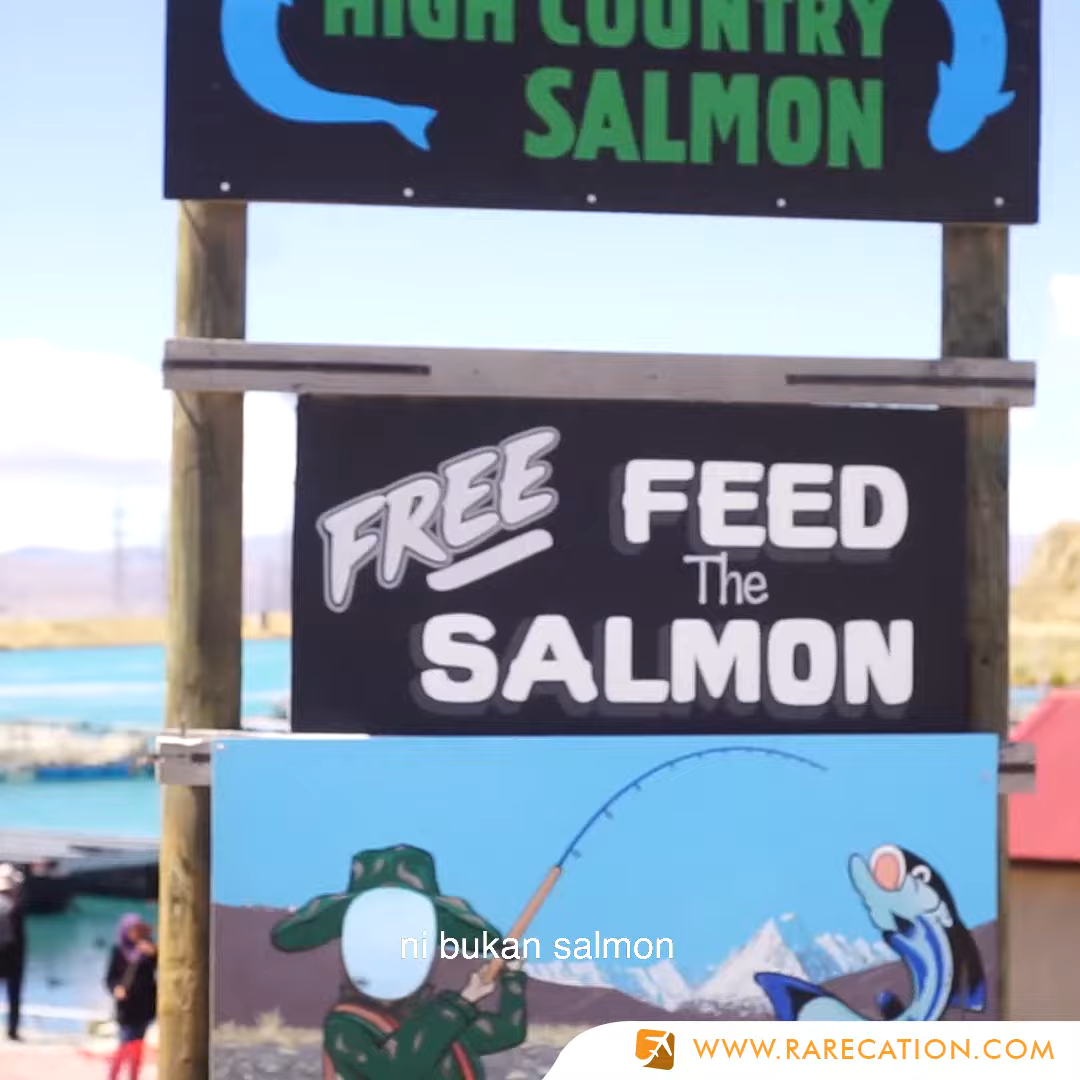 HIGH COUNTRY
SALMON
FREE FEED
The
SALMON
ni bukan salmon
WWW.RARECATION.COM